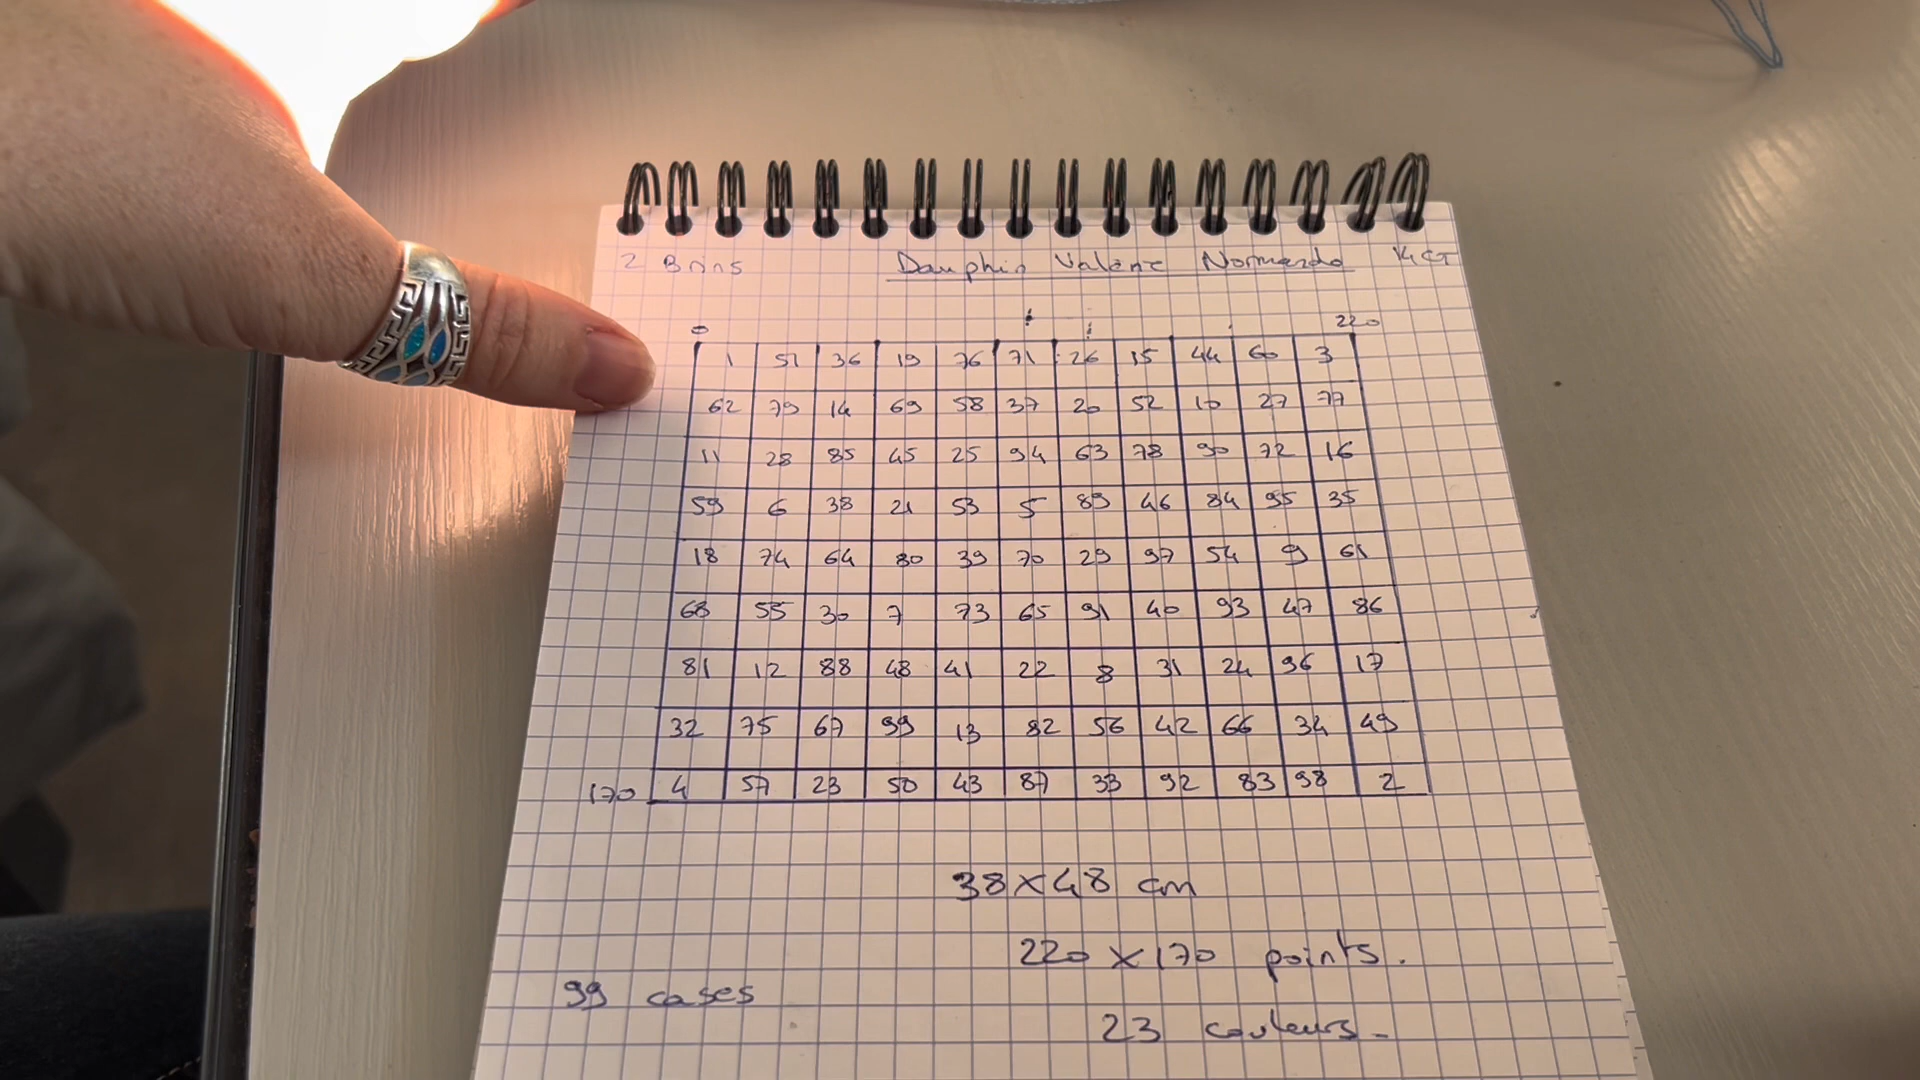 2 Brins Dauphin Valène Normando 14 CT
0 220
1 51 36 19 76 71 26 15 44 60 3
62 79 14 69 58 37 20 52 10 27 77
11 28 85 45 25 94 63 78 90 72 16
59 6 38 21 53 5 89 46 84 95 35
18 74 64 80 39 70 29 97 54 9 61
68 55 30 7 73 65 91 40 93 47 86
81 12 88 48 41 22 8 31 24 96 17
32 75 67 99 13 82 56 42 66 34 49
170 4 57 23 50 43 87 33 92 83 98 2
38 x 48 cm
220 x 170 points.
99 cases
23 couleurs-